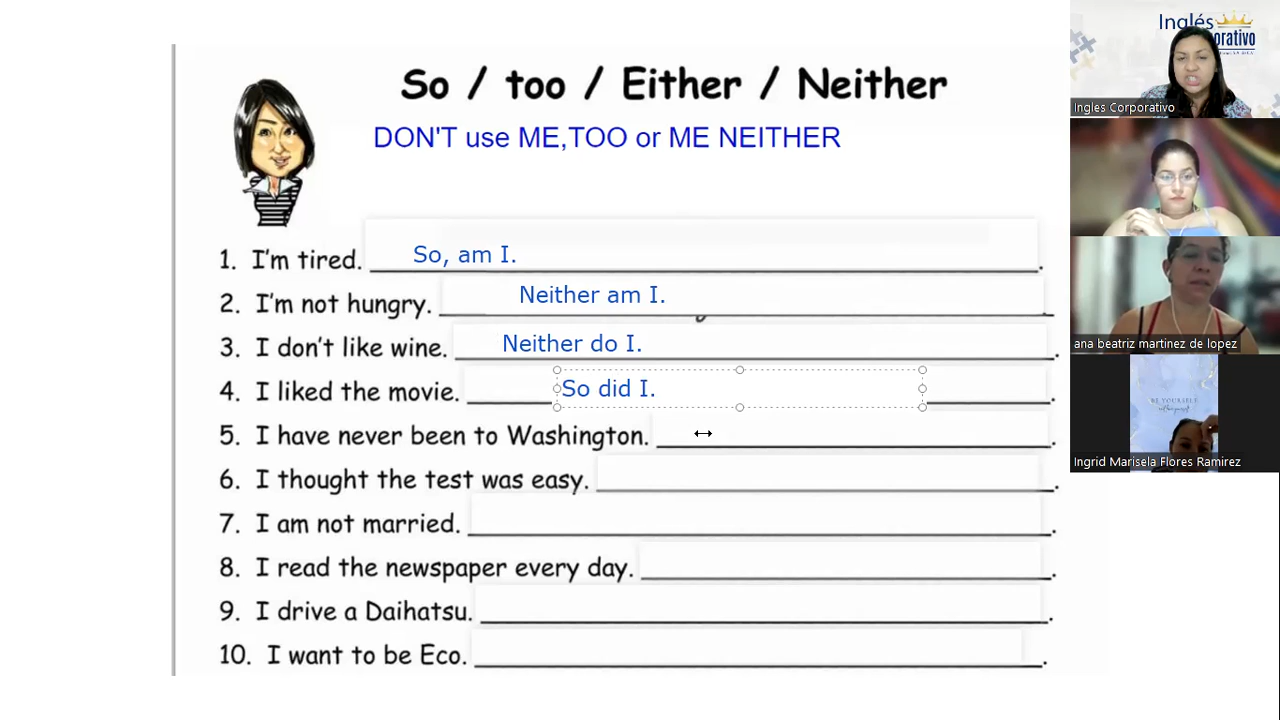 So / too / Either / Neither
DON'T use ME,TOO or ME NEITHER
1. I'm tired. So, am I.
2. I'm not hungry. Neither am I.
3. I don't like wine. Neither do I.
4. I liked the movie. So did I.
5. I have never been to Washington.
6. I thought the test was easy.
7. I am not married.
8. I read the newspaper every day.
9. I drive a Daihatsu.
10. I want to be Eco.
Inglés
orativo
Ingles Corporativo
ana beatriz martinez de lopez
BE YOURSELF
Ingrid Marisela Flores Ramirez